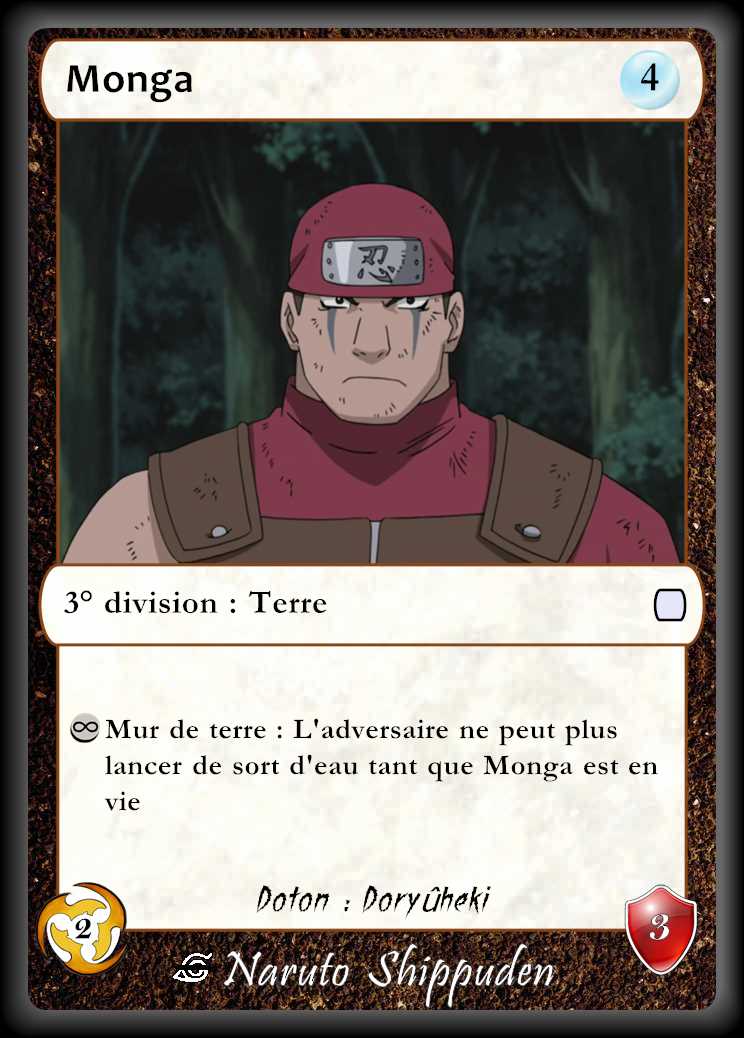 Monga
4
忍
3° division : Terre
∞ Mur de terre : L'adversaire ne peut plus
lancer de sort d'eau tant que Monga est en
vie
Doton : Doryûheki
2
3
Naruto Shippuden